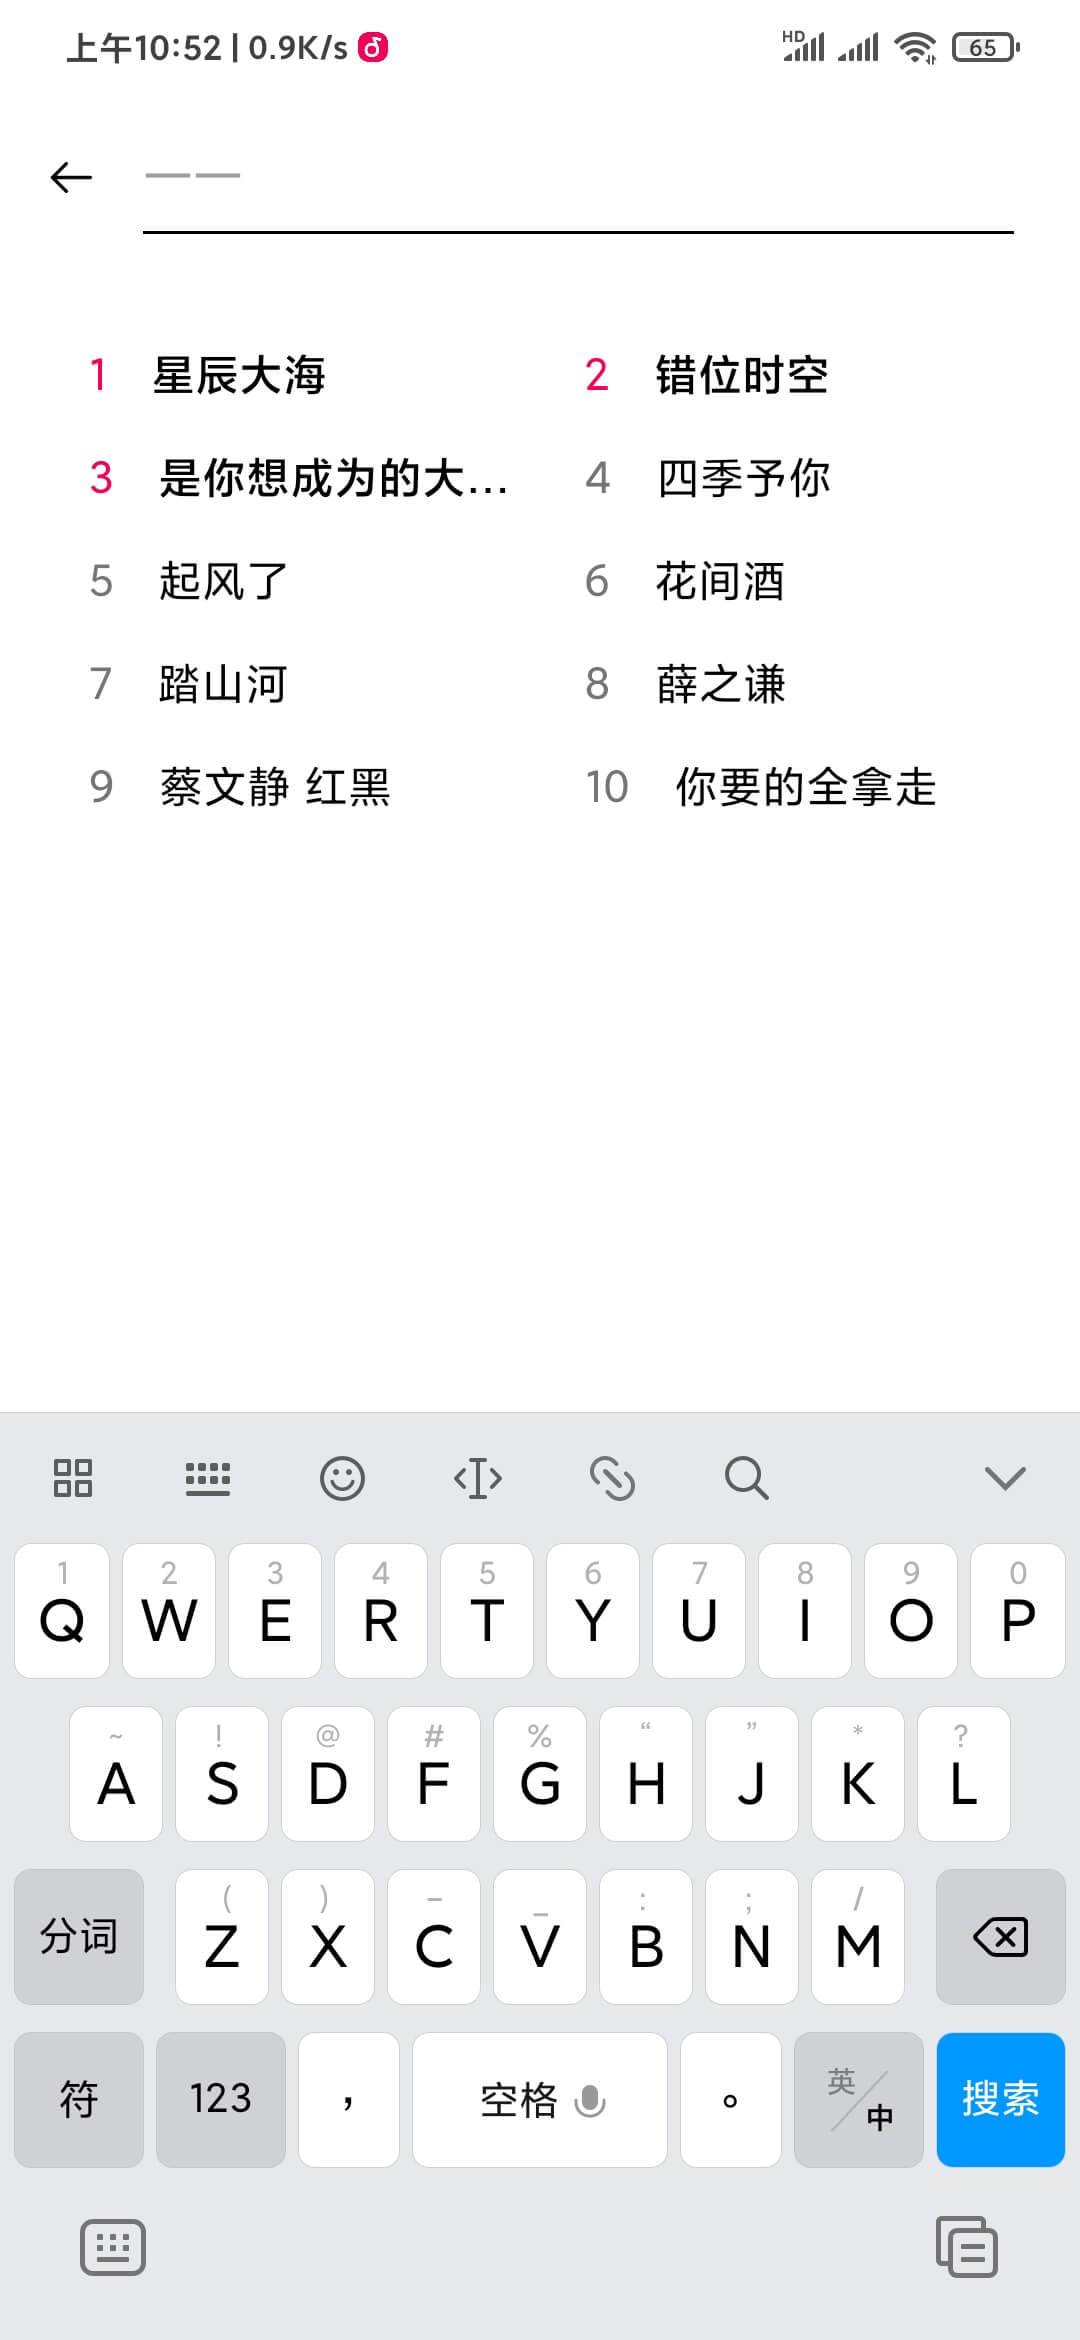 上午10:52 | 0.9K/s
HD
65
——
1 星辰大海
2 错位时空
3 是你想成为的大...
4 四季予你
5 起风了
6 花间酒
7 踏山河
8 薛之谦
9 蔡文静 红黑
10 你要的全拿走
1 2 3 4 5 6 7 8 9 0
Q W E R T Y U I O P
~ ! @ # % “ ” * ?
A S D F G H J K L
( ) – _ : ; /
分词 Z X C V B N M
符 123 ， 空格 。 英/中 搜索